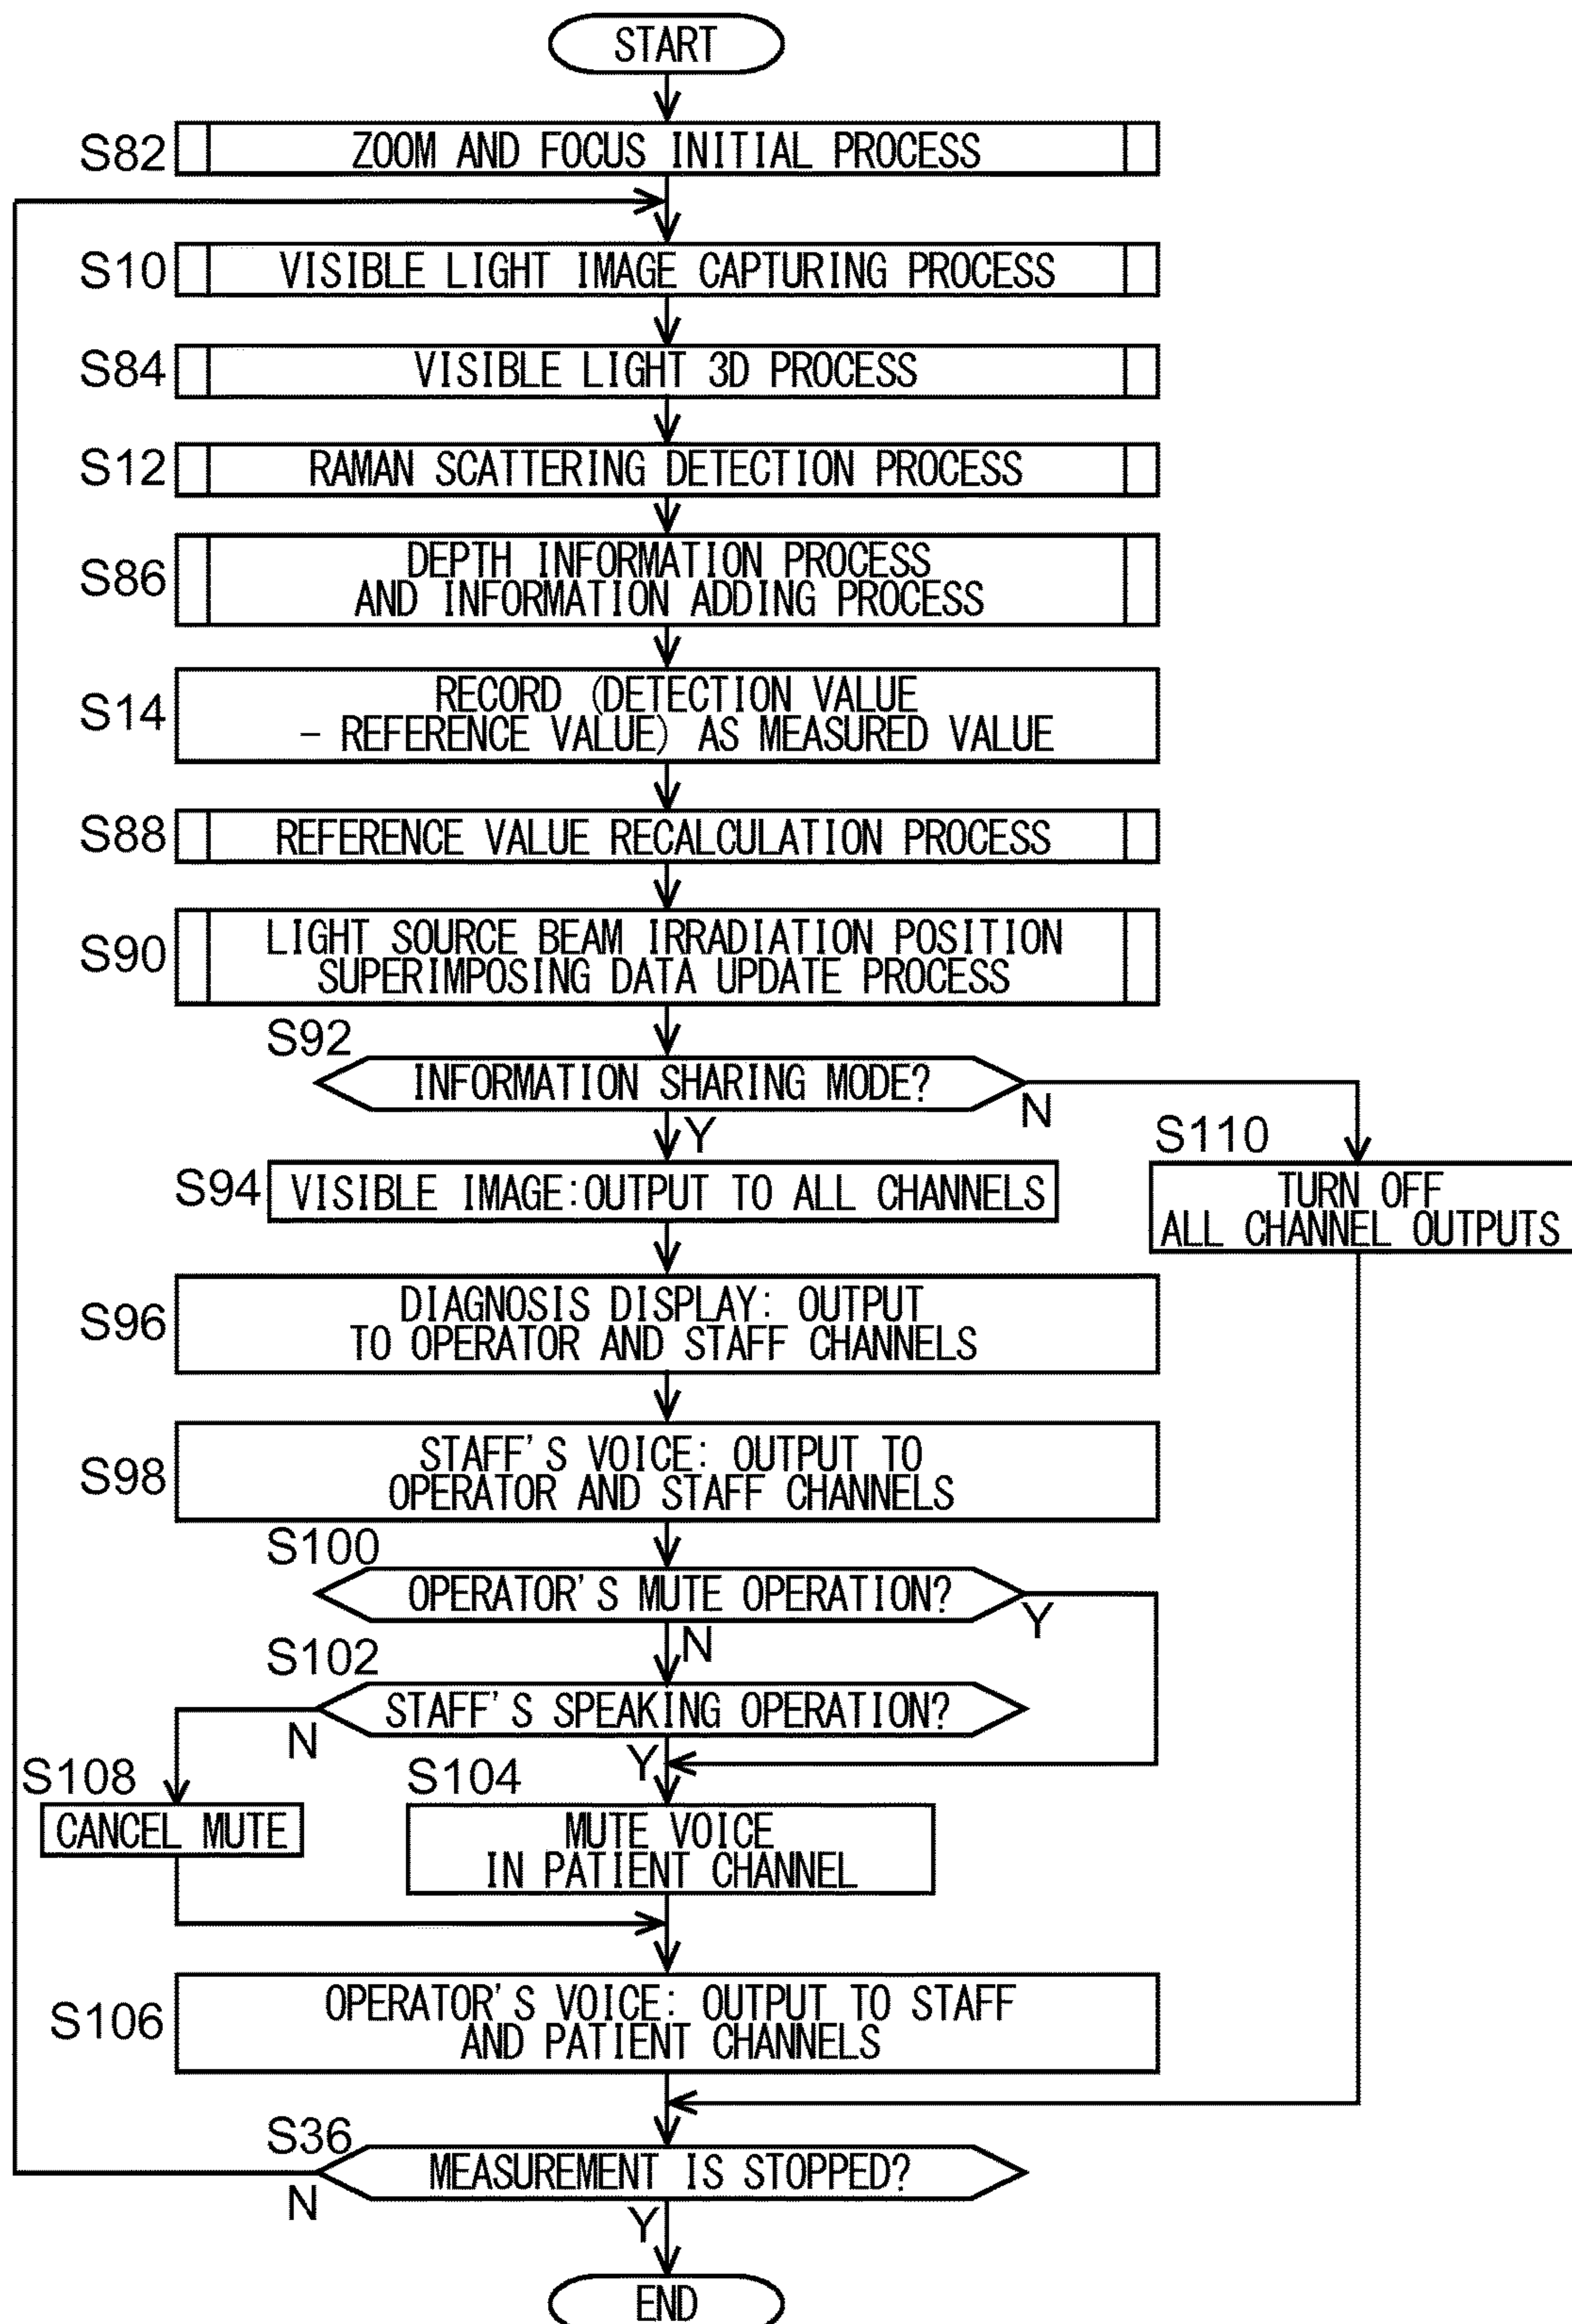 START
S82
ZOOM AND FOCUS INITIAL PROCESS
S10
VISIBLE LIGHT IMAGE CAPTURING PROCESS
S84
VISIBLE LIGHT 3D PROCESS
S12
RAMAN SCATTERING DETECTION PROCESS
S86
DEPTH INFORMATION PROCESS
AND INFORMATION ADDING PROCESS
S14
RECORD (DETECTION VALUE
– REFERENCE VALUE) AS MEASURED VALUE
S88
REFERENCE VALUE RECALCULATION PROCESS
S90
LIGHT SOURCE BEAM IRRADIATION POSITION
SUPERIMPOSING DATA UPDATE PROCESS
S92
INFORMATION SHARING MODE?
N
Y
S110
TURN OFF
ALL CHANNEL OUTPUTS
S94
VISIBLE IMAGE:OUTPUT TO ALL CHANNELS
S96
DIAGNOSIS DISPLAY: OUTPUT
TO OPERATOR AND STAFF CHANNELS
S98
STAFF'S VOICE: OUTPUT TO
OPERATOR AND STAFF CHANNELS
S100
OPERATOR'S MUTE OPERATION?
Y
N
S102
STAFF'S SPEAKING OPERATION?
N
Y
S108
CANCEL MUTE
S104
MUTE VOICE
IN PATIENT CHANNEL
S106
OPERATOR'S VOICE: OUTPUT TO STAFF
AND PATIENT CHANNELS
S36
MEASUREMENT IS STOPPED?
N
Y
END